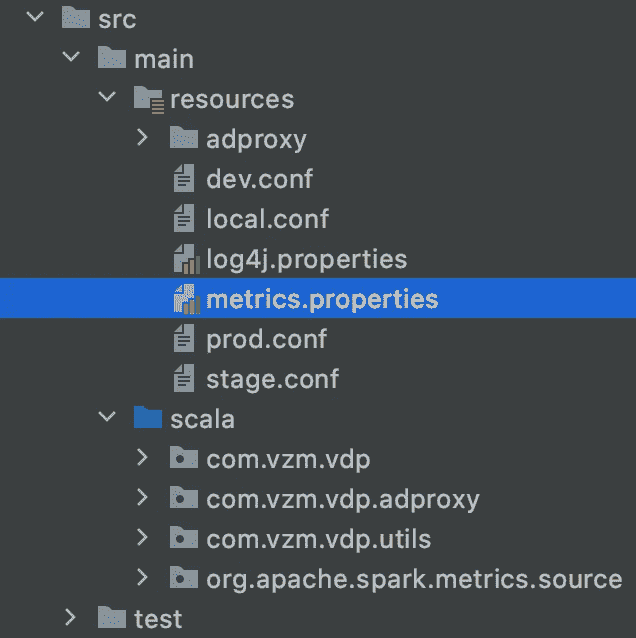 src
main
resources
adproxy
dev.conf
local.conf
log4j.properties
metrics.properties
prod.conf
stage.conf
scala
com.vzm.vdp
com.vzm.vdp.adproxy
com.vzm.vdp.utils
org.apache.spark.metrics.source
test